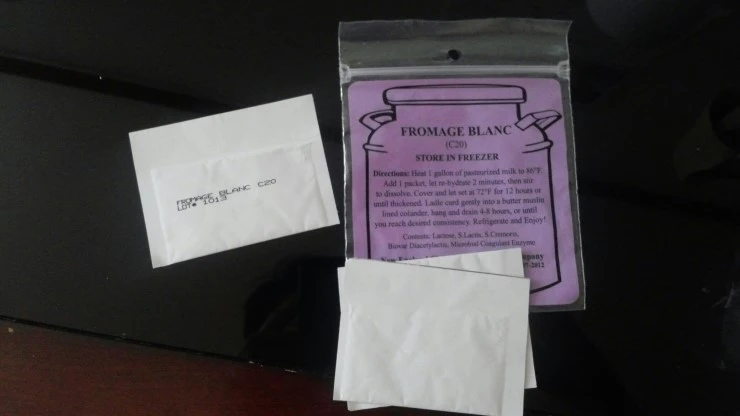 FROMAGE BLANC C20
LOT# 1013
FROMAGE BLANC
(C20)
STORE IN FREEZER
Directions: Heat 1 gallon of pasteurized milk to 86°F.
Add 1 packet, let re-hydrate 2 minutes, then stir
to dissolve. Cover and let set at 72°F for 12 hours or
until thickened. Ladle curd gently into a butter muslin
lined colander, hang and drain 4-8 hours, or until
you reach desired consistency. Refrigerate and Enjoy!
Contents: Lactose, S.Lactis, S.Cremoris,
Biovar Diacetylactis, Microbial Coagulant Enzyme
New